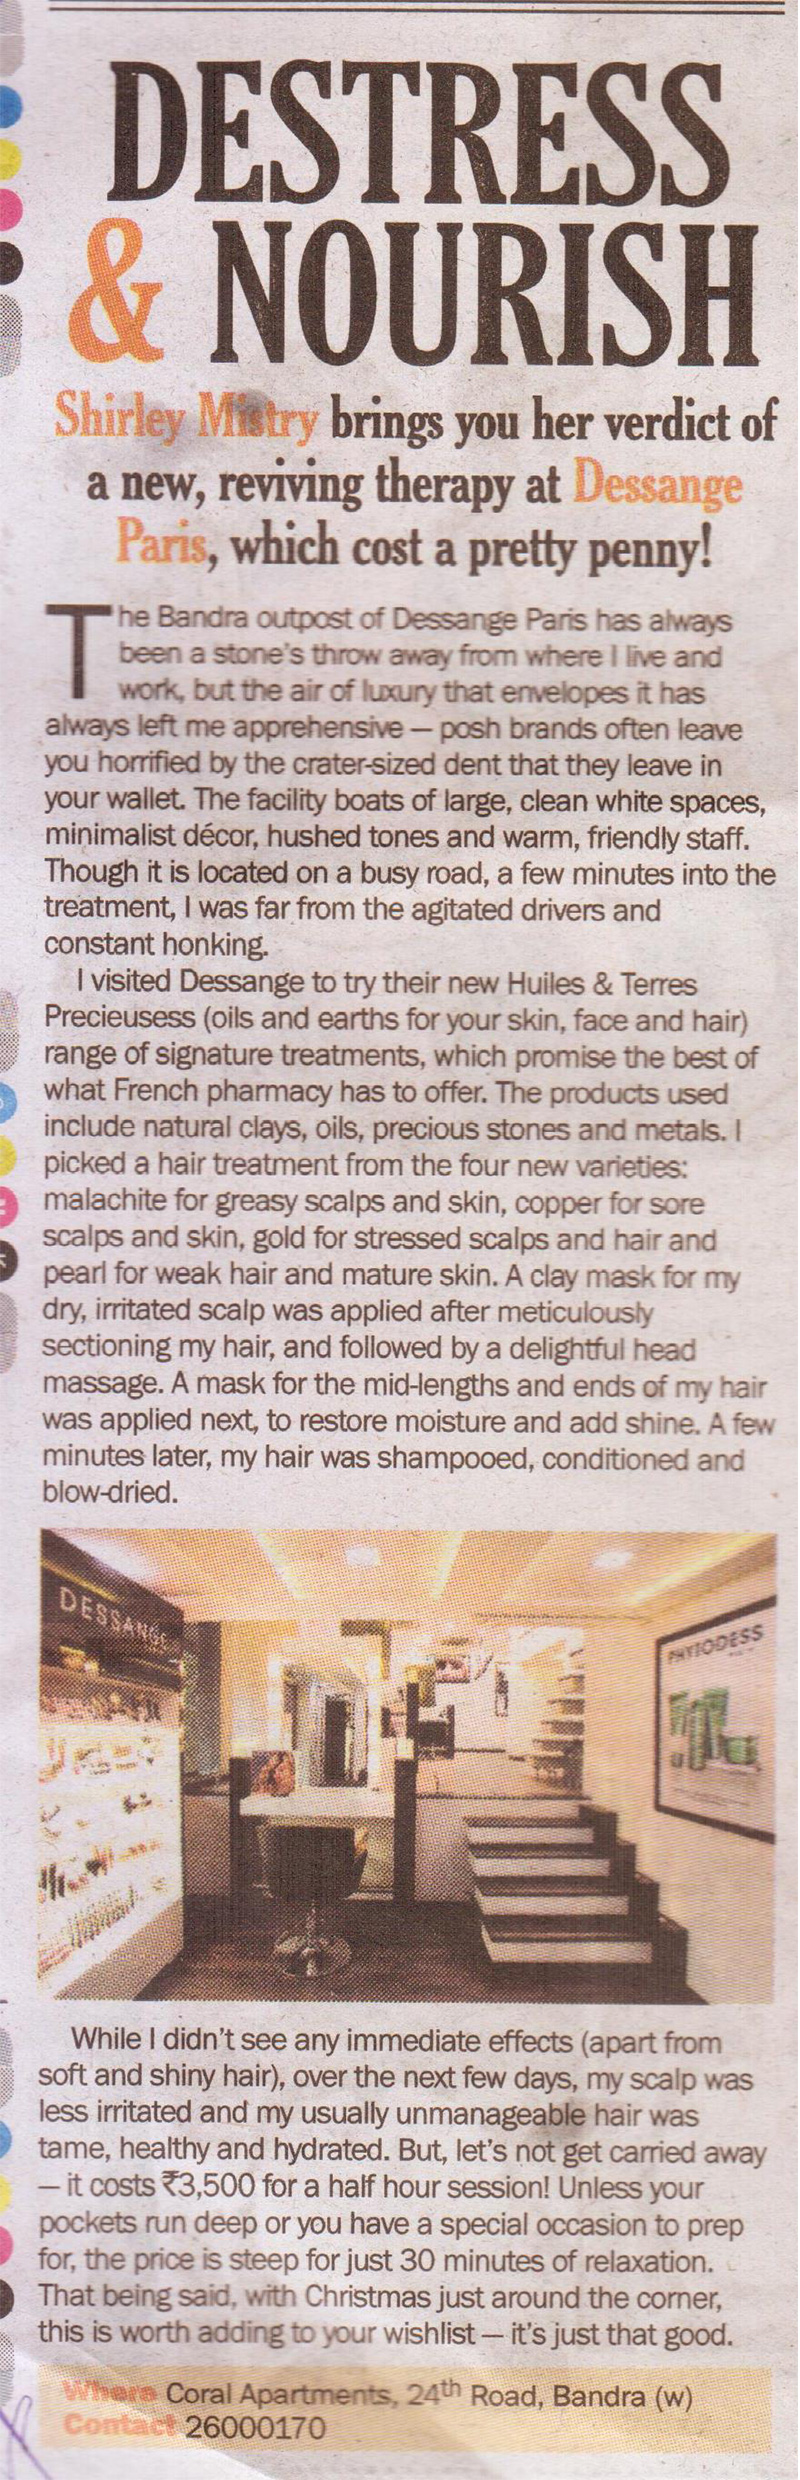 DESTRESS
& NOURISH
Shirley Mistry brings you her verdict of
a new, reviving therapy at Dessange
Paris, which cost a pretty penny!
The Bandra outpost of Dessange Paris has always
been a stone's throw away from where I live and
work, but the air of luxury that envelopes it has
always left me apprehensive — posh brands often leave
you horrified by the crater-sized dent that they leave in
your wallet. The facility boats of large, clean white spaces,
minimalist décor, hushed tones and warm, friendly staff.
Though it is located on a busy road, a few minutes into the
treatment, I was far from the agitated drivers and
constant honking.
I visited Dessange to try their new Huiles & Terres
Precieusess (oils and earths for your skin, face and hair)
range of signature treatments, which promise the best of
what French pharmacy has to offer. The products used
include natural clays, oils, precious stones and metals. I
picked a hair treatment from the four new varieties:
malachite for greasy scalps and skin, copper for sore
scalps and skin, gold for stressed scalps and hair and
pearl for weak hair and mature skin. A clay mask for my
dry, irritated scalp was applied after meticulously
sectioning my hair, and followed by a delightful head
massage. A mask for the mid-lengths and ends of my hair
was applied next, to restore moisture and add shine. A few
minutes later, my hair was shampooed, conditioned and
blow-dried.
DESSANGE
PHYTODESS
While I didn't see any immediate effects (apart from
soft and shiny hair), over the next few days, my scalp was
less irritated and my usually unmanageable hair was
tame, healthy and hydrated. But, let's not get carried away
— it costs ₹3,500 for a half hour session! Unless your
pockets run deep or you have a special occasion to prep
for, the price is steep for just 30 minutes of relaxation.
That being said, with Christmas just around the corner,
this is worth adding to your wishlist — it's just that good.
Where Coral Apartments, 24th Road, Bandra (w)
Contact 26000170